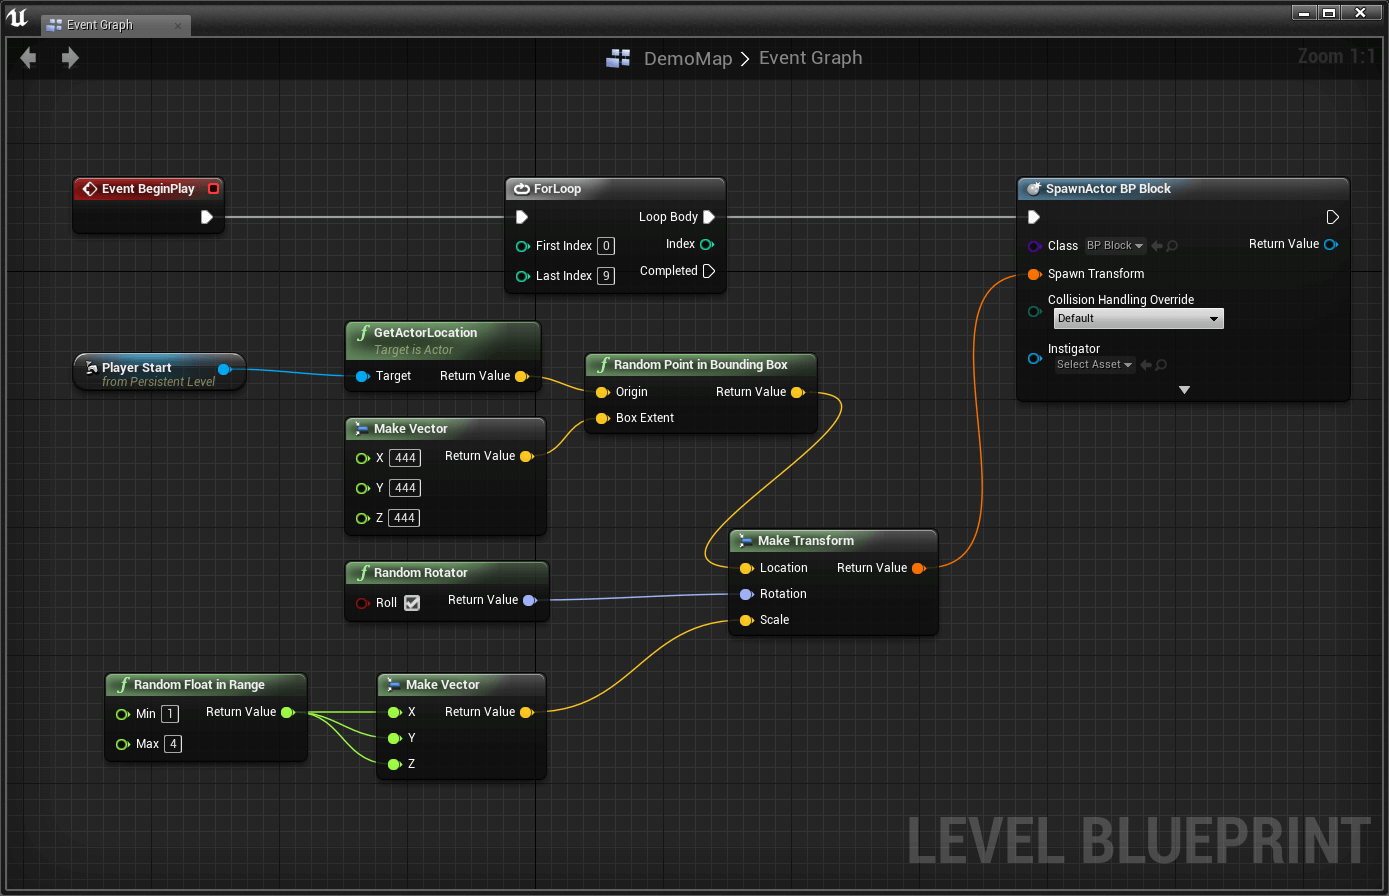 Event Graph
DemoMap > Event Graph
Zoom 1:1
Event BeginPlay
ForLoop
Loop Body
First Index 0
Index
Last Index 9
Completed
SpawnActor BP Block
Class BP Block
Return Value
Spawn Transform
Collision Handling Override
Default
Instigator
Select Asset
Player Start
from Persistent Level
f GetActorLocation
Target is Actor
Target
Return Value
f Random Point in Bounding Box
Origin
Return Value
Box Extent
Make Vector
X 444
Return Value
Y 444
Z 444
f Random Rotator
Roll
Return Value
Make Transform
Location
Return Value
Rotation
Scale
f Random Float in Range
Min 1
Return Value
Max 4
Make Vector
X
Return Value
Y
Z
LEVEL BLUEPRINT